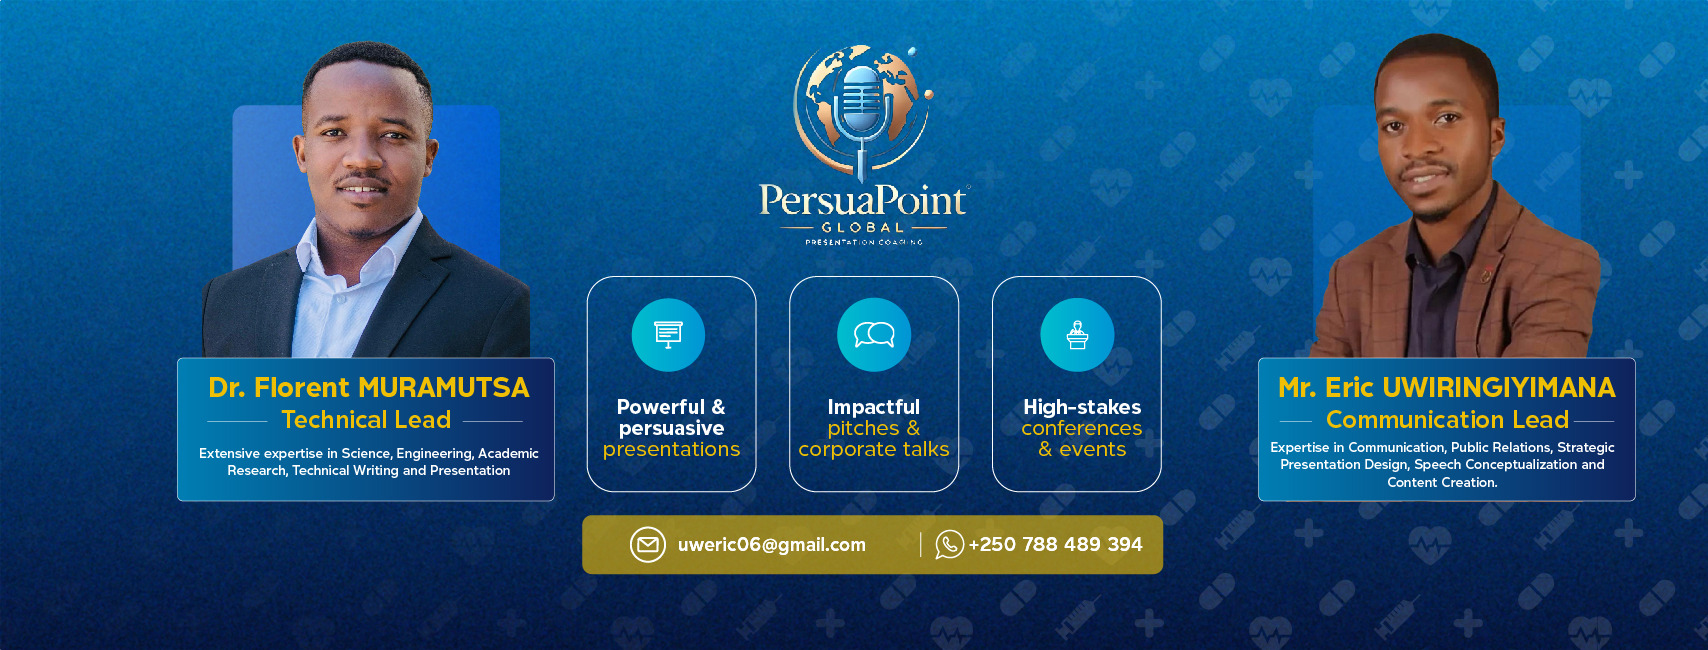 PersuaPoint
GLOBAL
PRESENTATION COACHING
Dr. Florent MURAMUTSA
Technical Lead
Extensive expertise in Science, Engineering, Academic
Research, Technical Writing and Presentation
Powerful &
persuasive
presentations
Impactful
pitches &
corporate talks
High-stakes
conferences
& events
Mr. Eric UWIRINGIYIMANA
Communication Lead
Expertise in Communication, Public Relations, Strategic
Presentation Design, Speech Conceptualization and
Content Creation.
uweric06@gmail.com
+250 788 489 394